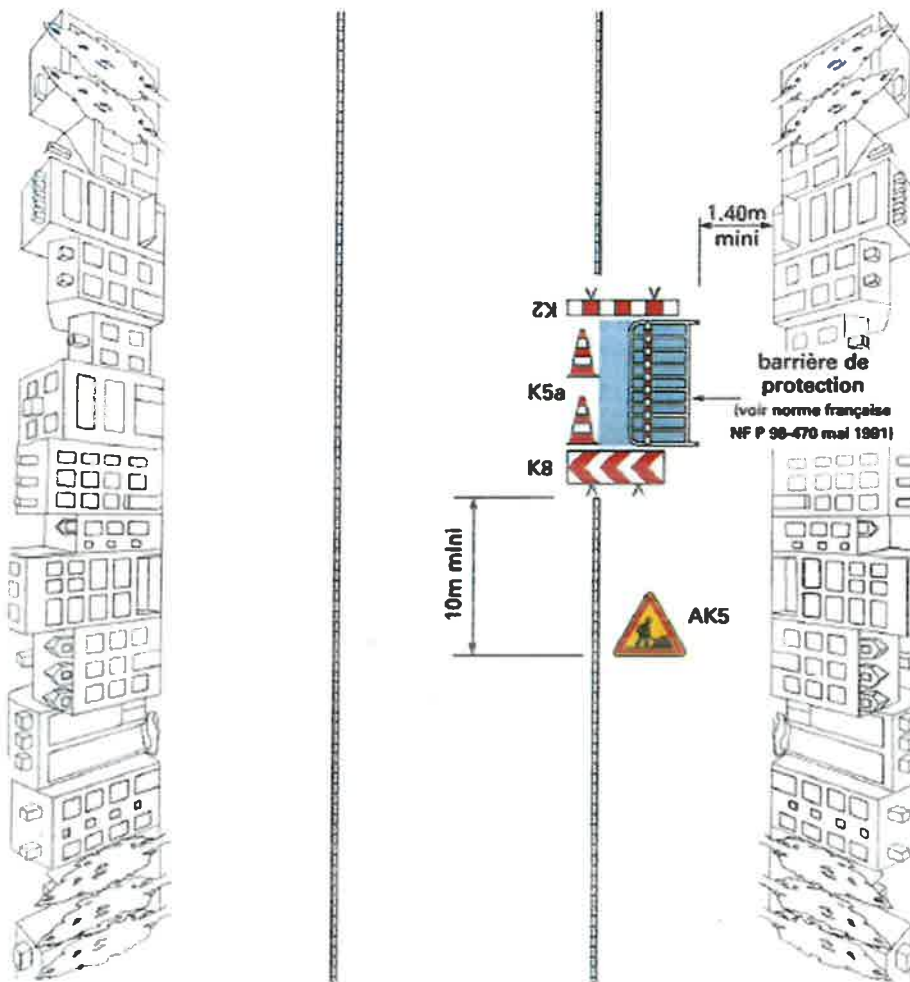 1.40m
mini
K2
K5a
barrière de
protection
(voir norme française
NF P 98-470 mai 1991)
K8
10m mini
AK5